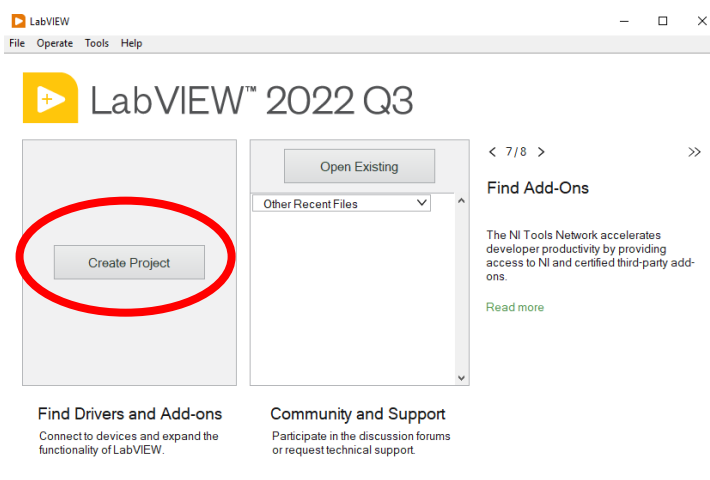 LabVIEW
File Operate Tools Help
LabVIEW™ 2022 Q3
Create Project
Open Existing
Other Recent Files
7/8
Find Add-Ons
The NI Tools Network accelerates
developer productivity by providing
access to NI and certified third-party add-
ons.
Read more
Find Drivers and Add-ons
Connect to devices and expand the
functionality of LabVIEW.
Community and Support
Participate in the discussion forums
or request technical support.